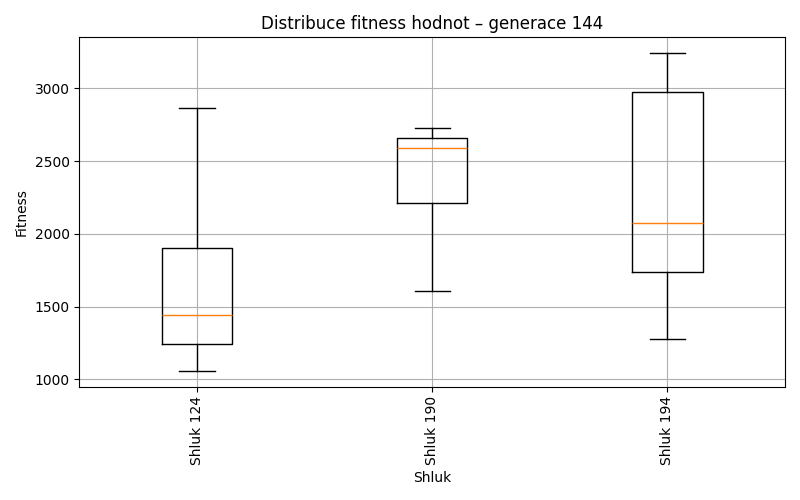 Distribuce fitness hodnot – generace 144
Fitness
3000
2500
2000
1500
1000
Shluk 124
Shluk 190
Shluk 194
Shluk